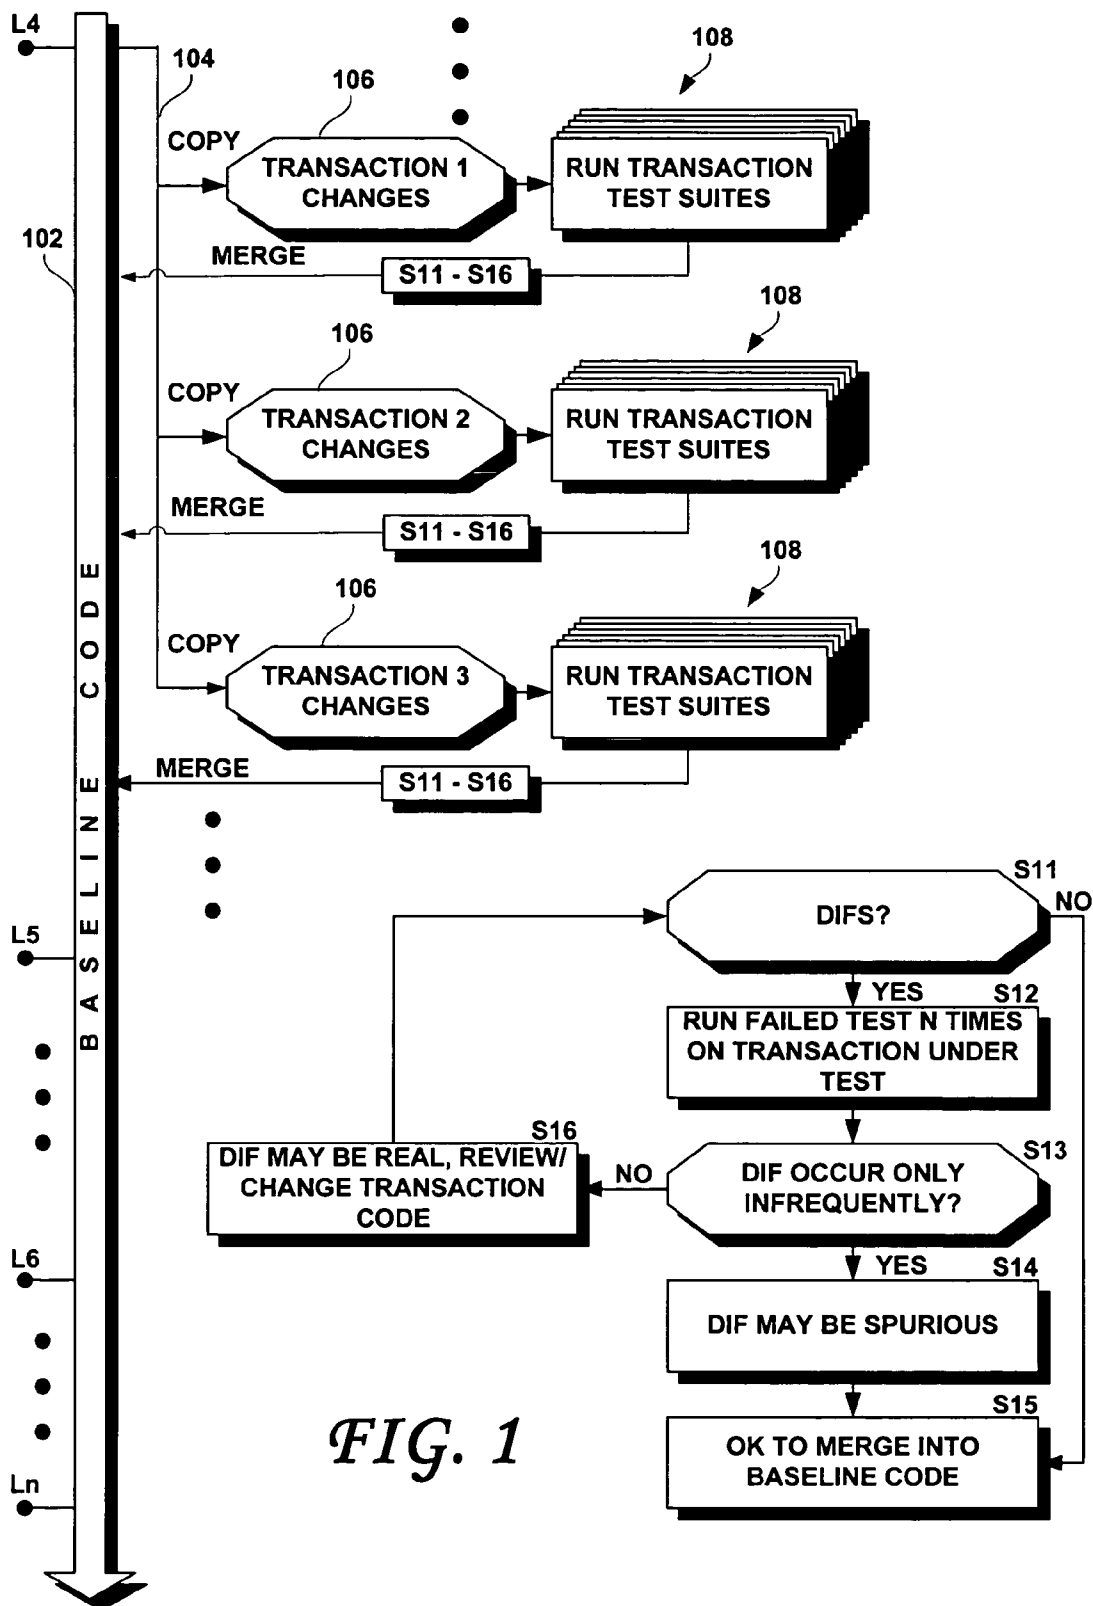 L4
104
106
108
COPY
TRANSACTION 1
CHANGES
RUN TRANSACTION
TEST SUITES
102
MERGE
S11 - S16
106
108
COPY
TRANSACTION 2
CHANGES
RUN TRANSACTION
TEST SUITES
MERGE
S11 - S16
106
108
COPY
TRANSACTION 3
CHANGES
RUN TRANSACTION
TEST SUITES
MERGE
S11 - S16
BASELINE CODE
L5
S11
DIFS?
NO
YES
S12
RUN FAILED TEST N TIMES
ON TRANSACTION UNDER
TEST
S16
DIF MAY BE REAL, REVIEW/
CHANGE TRANSACTION
CODE
NO
S13
DIF OCCUR ONLY
INFREQUENTLY?
L6
YES
S14
DIF MAY BE SPURIOUS
S15
OK TO MERGE INTO
BASELINE CODE
FIG. 1
Ln